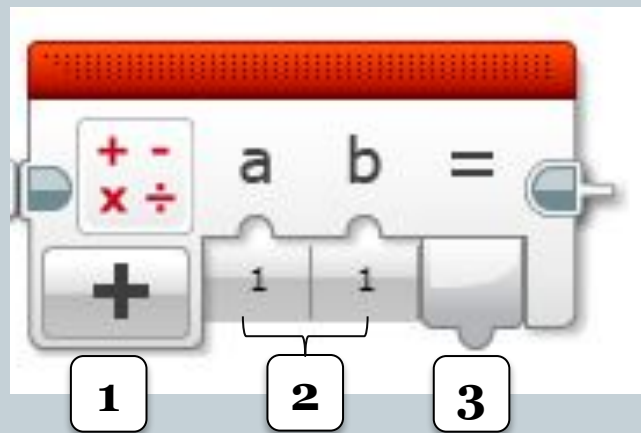 + -
x ÷
a b =
+ 1 1
1 2 3